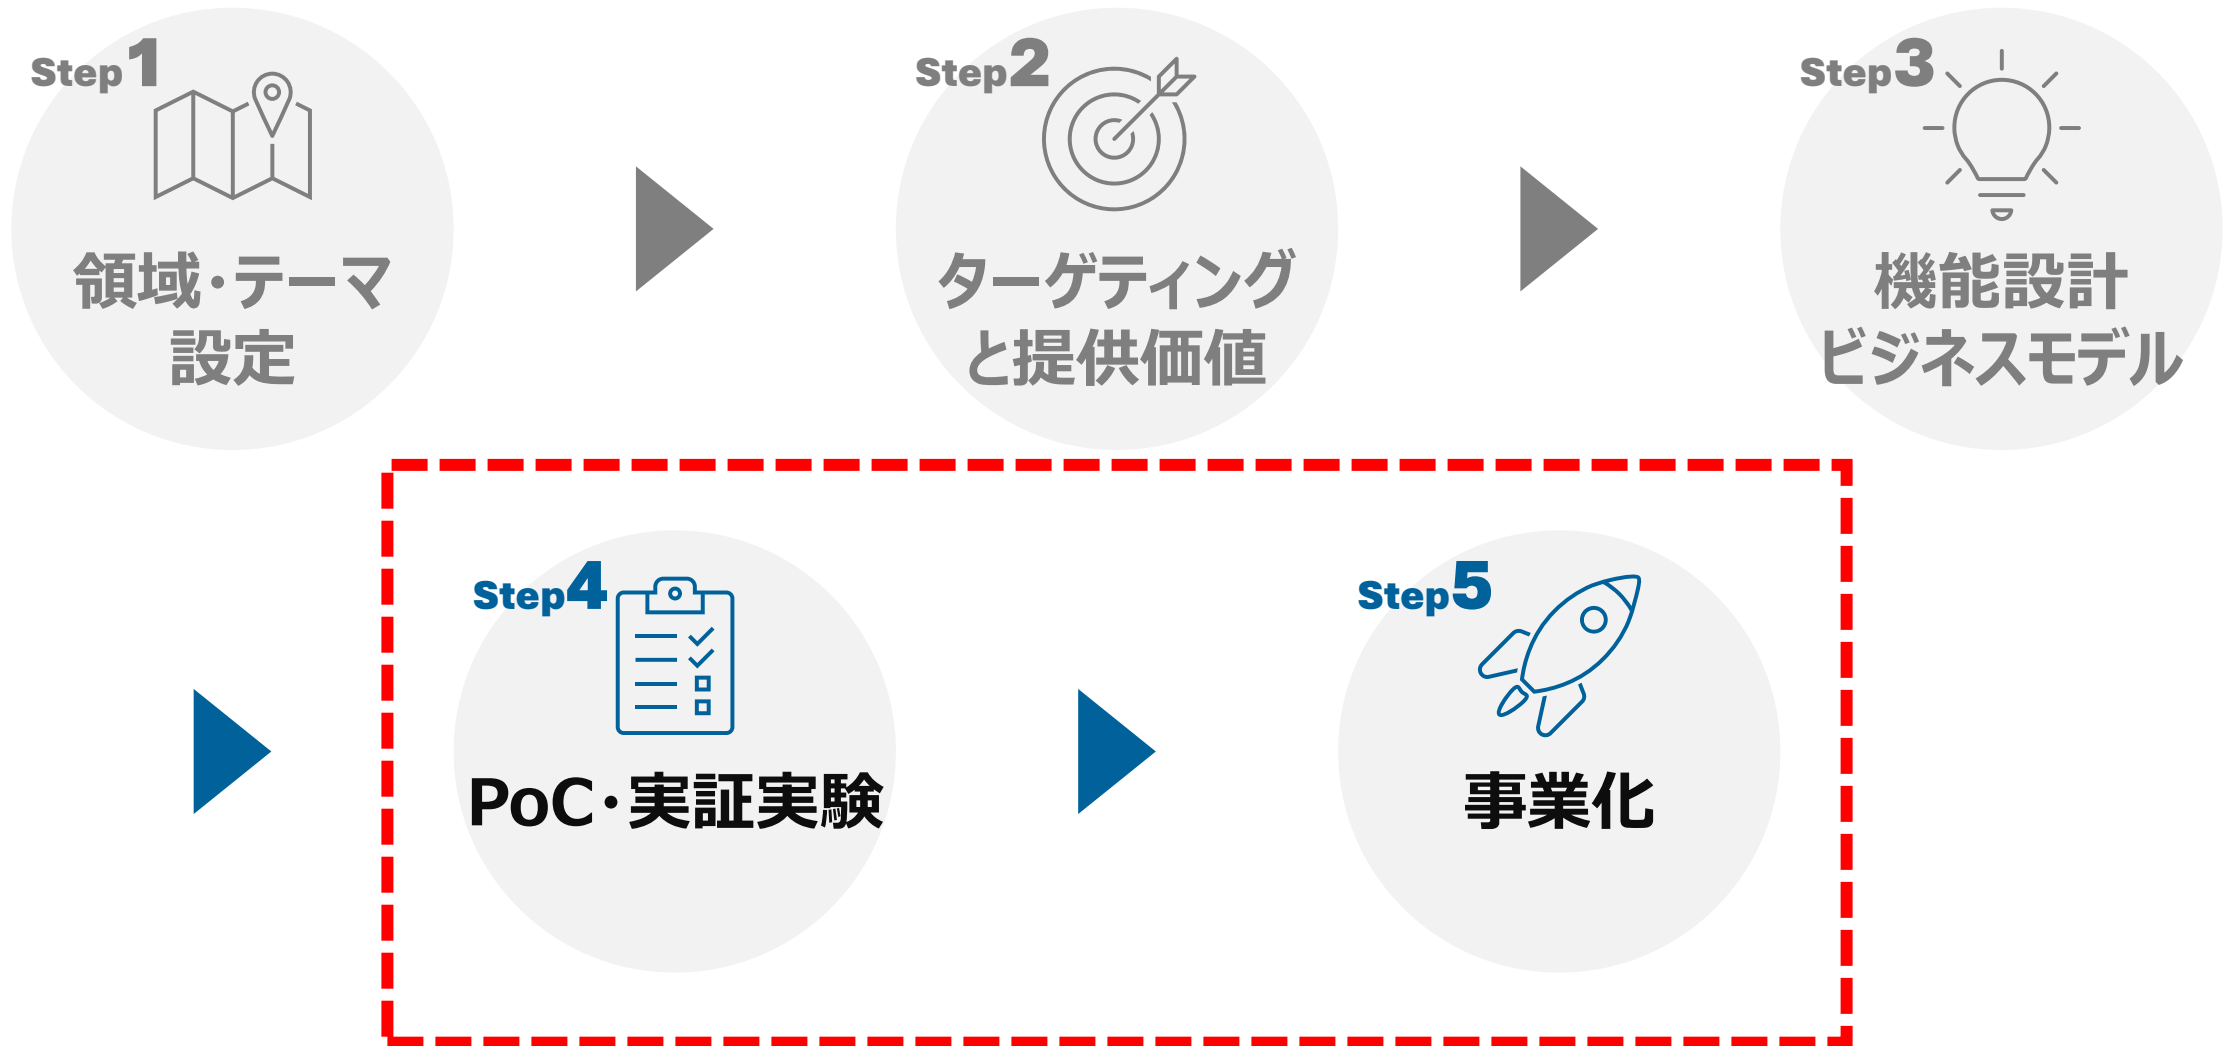 Step1
領域・テーマ
設定
Step2
ターゲティング
と提供価値
Step3
機能設計
ビジネスモデル
Step4
PoC・実証実験
Step5
事業化